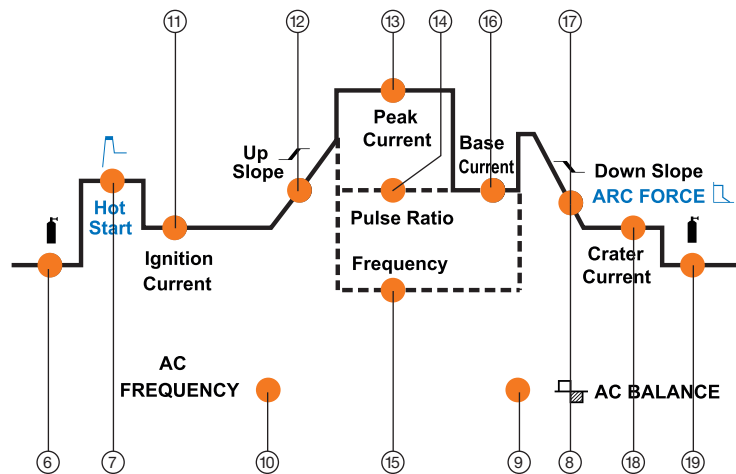 11 12 13 14 16 17
Peak
Current
Up
Slope
Base
Current
Down Slope
ARC FORCE
Hot
Start
Pulse Ratio
Ignition
Current
Frequency
Crater
Current
AC
FREQUENCY
AC BALANCE
6 7 10 15 9 8 18 19